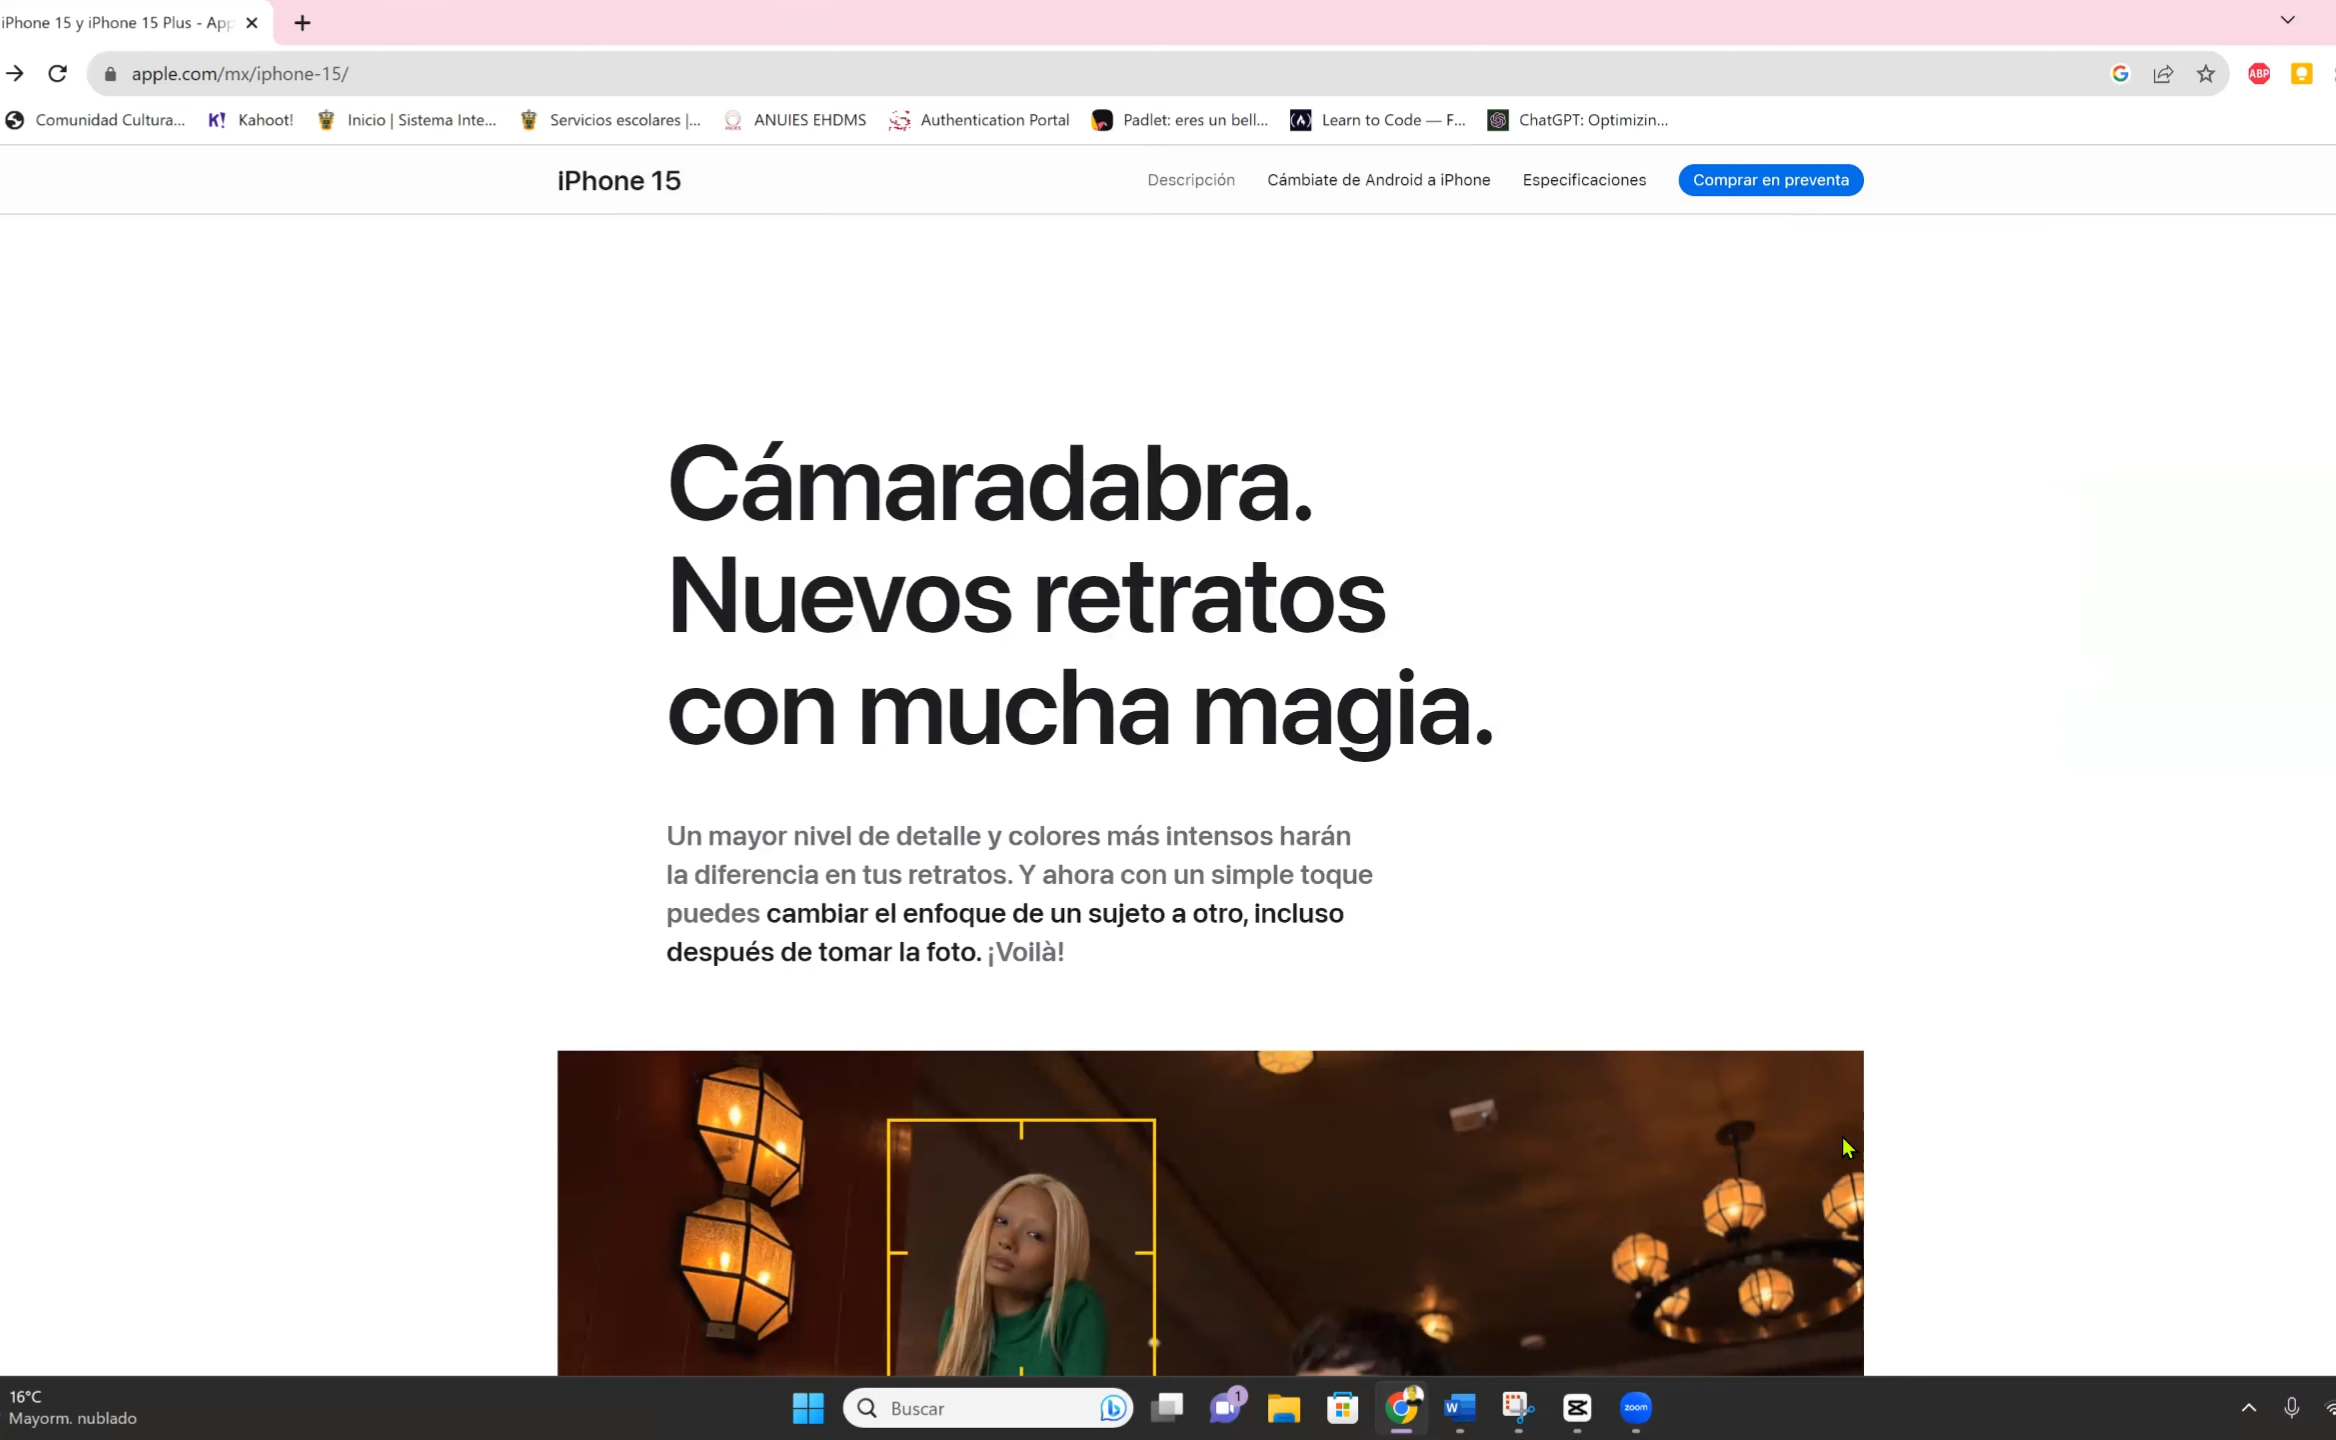 iPhone 15 y iPhone 15 Plus - App
apple.com/mx/iphone-15/
ABP
Comunidad Cultura... K! Kahoot! Inicio | Sistema Inte... Servicios escolares |... ANUIES EHDMS Authentication Portal Padlet: eres un bell... Learn to Code — F... ChatGPT: Optimizin...
iPhone 15 Descripción Cámbiate de Android a iPhone Especificaciones Comprar en preventa
Cámaradabra.
Nuevos retratos
con mucha magia.
Un mayor nivel de detalle y colores más intensos harán
la diferencia en tus retratos. Y ahora con un simple toque
puedes cambiar el enfoque de un sujeto a otro, incluso
después de tomar la foto. ¡Voilà!
16°C
Mayorm. nublado
Buscar
1
W
zoom